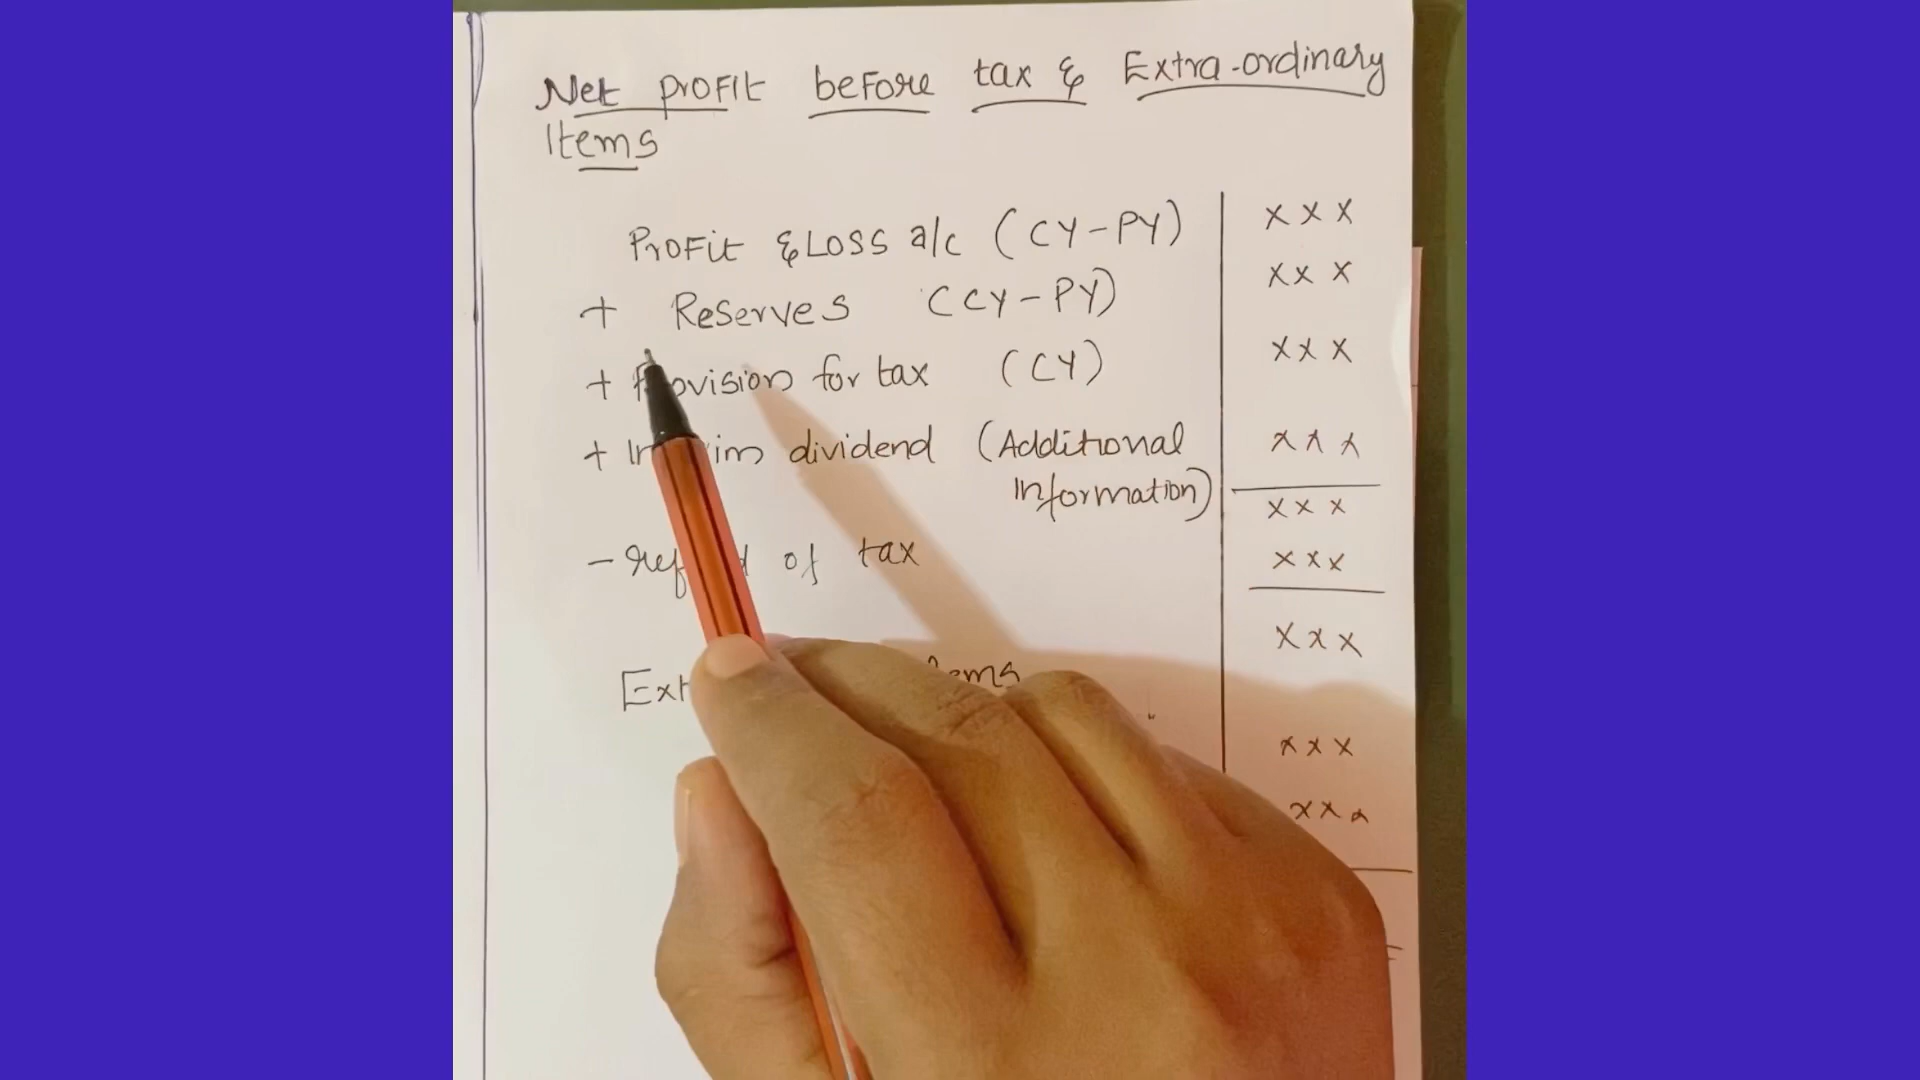 Net profit before tax & Extra-ordinary
Items
Profit & Loss a/c (CY-PY) xxx
+ Reserves (CY-PY) xxx
+ Provision for tax (CY) xxx
+ dividend (Additional xxx
Information)
xxx
- of tax xxx
xxx
xxx
xxx